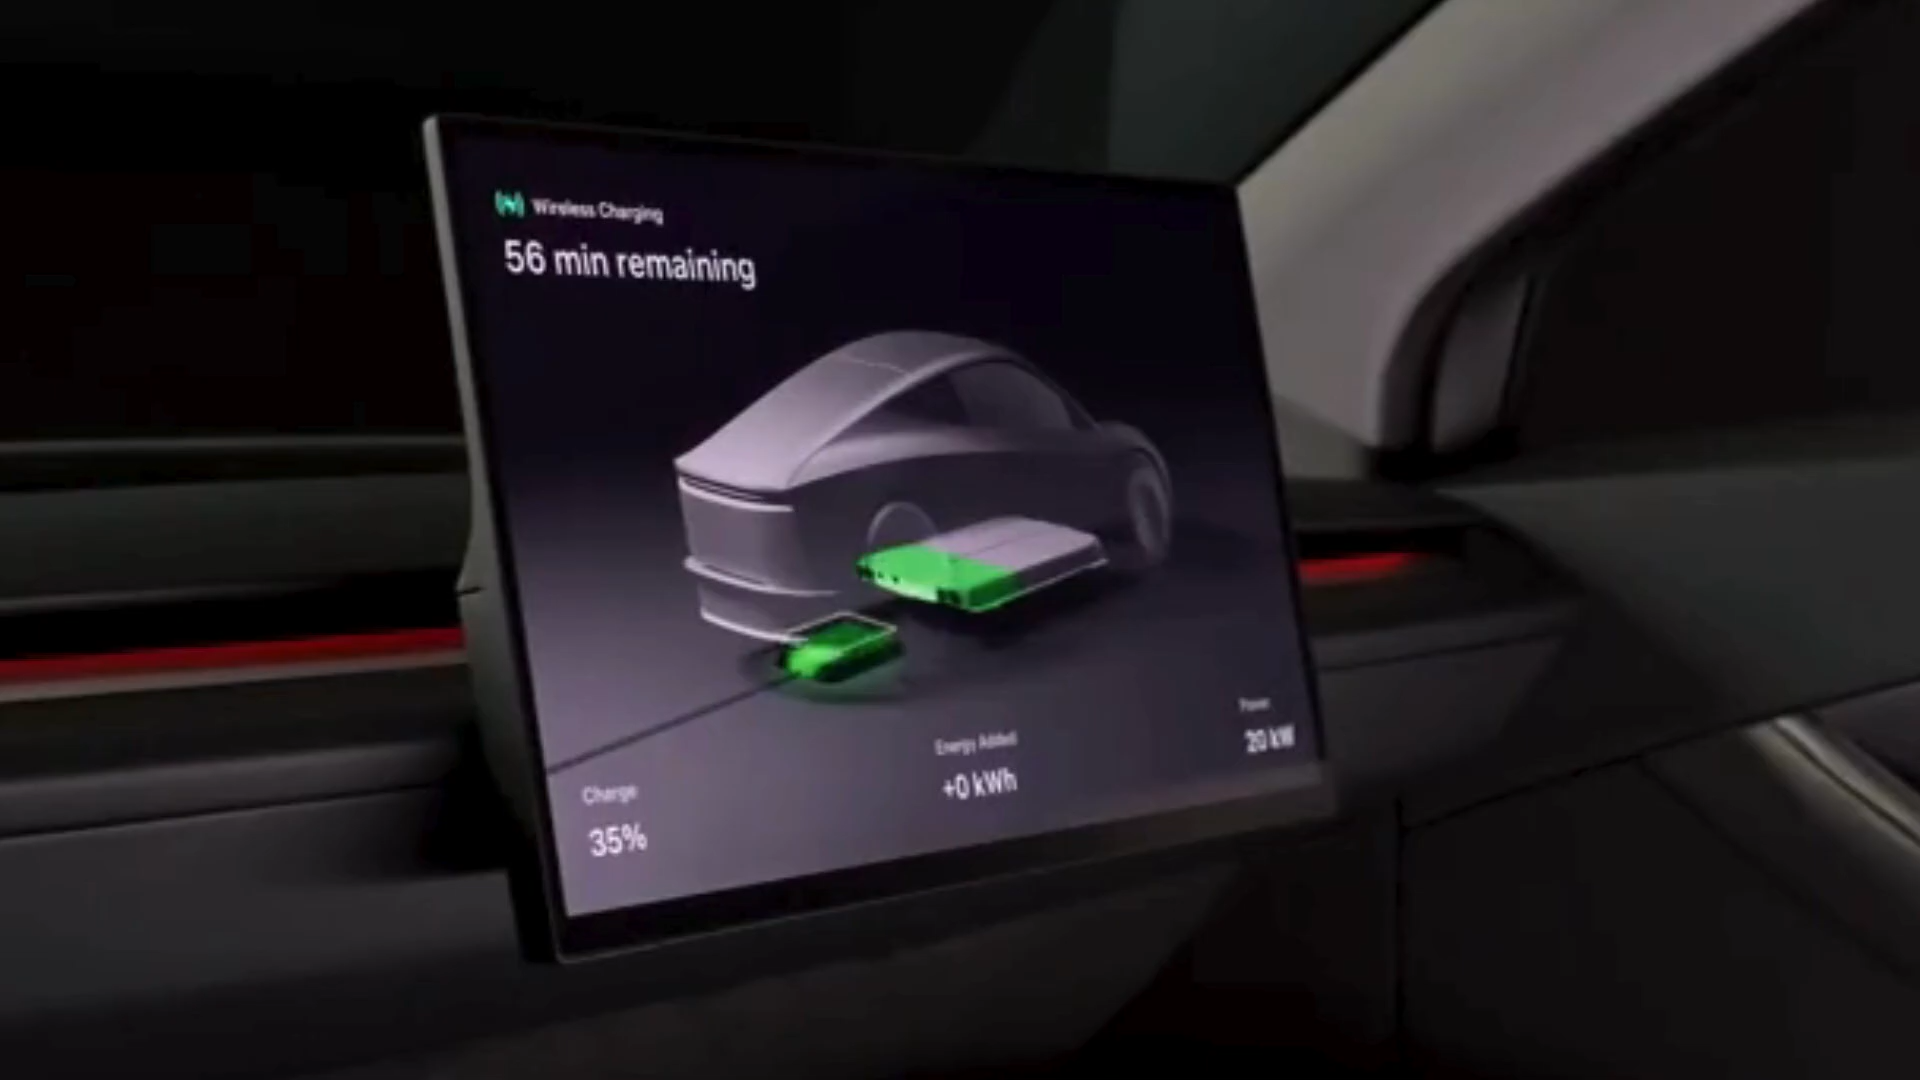 Wireless Charging
56 min remaining
Charge
35%
Energy Added
+0 kWh
Power
20 kW